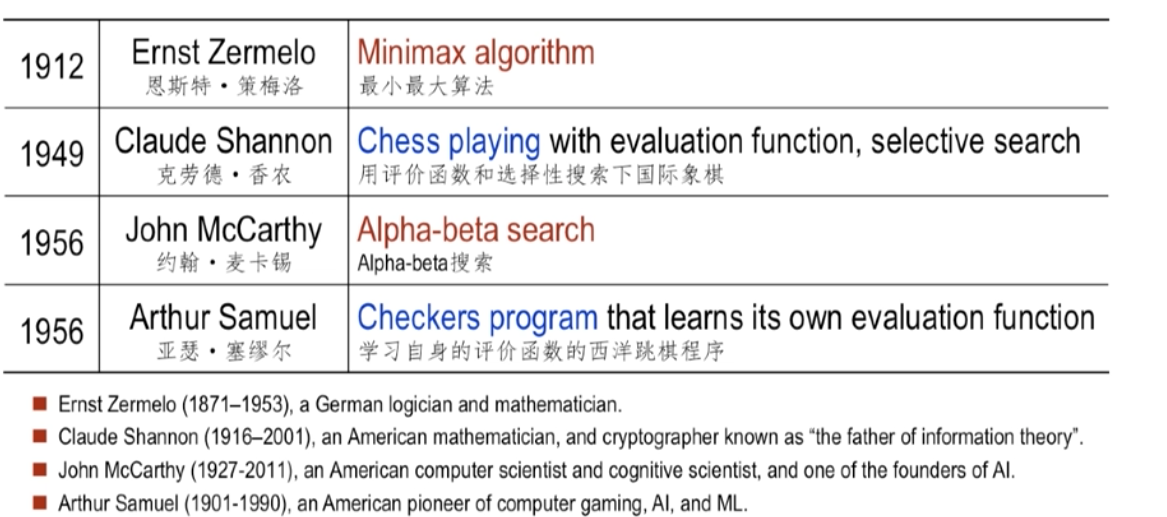 1912
Ernst Zermelo
恩斯特·策梅洛
Minimax algorithm
最小最大算法
1949
Claude Shannon
克劳德·香农
Chess playing with evaluation function, selective search
用评价函数和选择性搜索下国际象棋
1956
John McCarthy
约翰·麦卡锡
Alpha-beta search
Alpha-beta搜索
1956
Arthur Samuel
亚瑟·塞缪尔
Checkers program that learns its own evaluation function
学习自身的评价函数的西洋跳棋程序
■ Ernst Zermelo (1871–1953), a German logician and mathematician.
■ Claude Shannon (1916–2001), an American mathematician, and cryptographer known as “the father of information theory”.
■ John McCarthy (1927-2011), an American computer scientist and cognitive scientist, and one of the founders of AI.
■ Arthur Samuel (1901-1990), an American pioneer of computer gaming, AI, and ML.